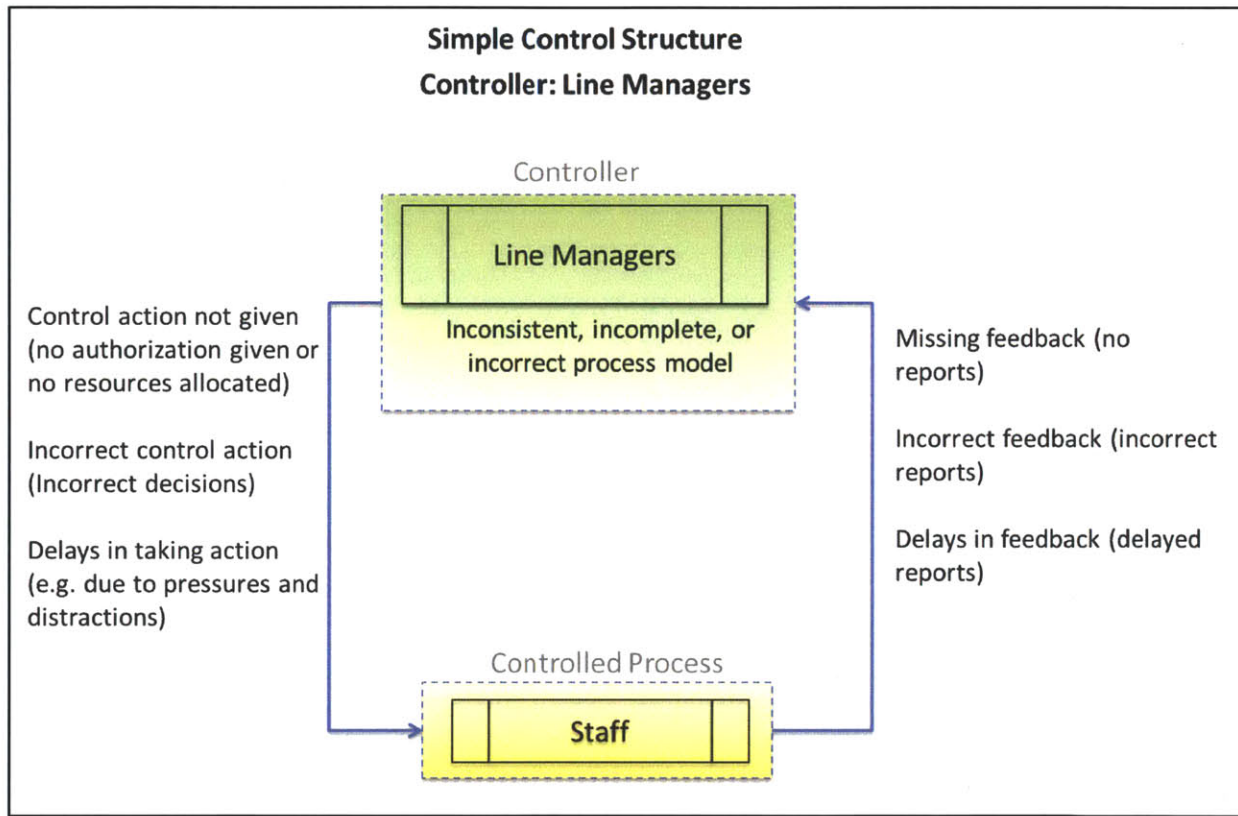 Simple Control Structure
Controller: Line Managers
Controller
Line Managers
Inconsistent, incomplete, or
incorrect process model
Control action not given
(no authorization given or
no resources allocated)
Incorrect control action
(Incorrect decisions)
Delays in taking action
(e.g. due to pressures and
distractions)
Missing feedback (no
reports)
Incorrect feedback (incorrect
reports)
Delays in feedback (delayed
reports)
Controlled Process
Staff